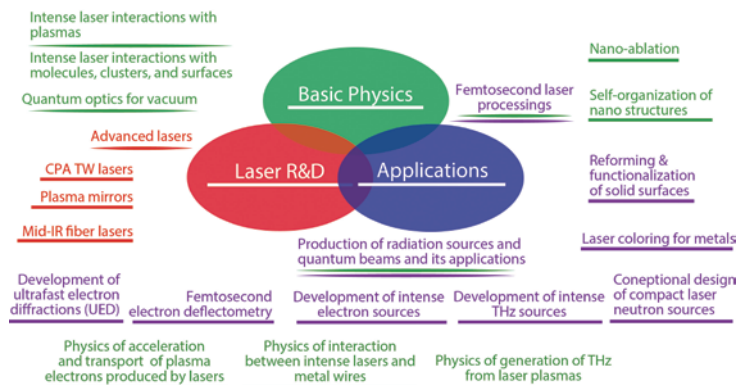 Intense laser interactions with
plasmas
Intense laser interactions with
molecules, clusters, and surfaces
Quantum optics for vacuum
Advanced lasers
CPA TW lasers
Plasma mirrors
Mid-IR fiber lasers
Basic Physics
Laser R&D
Applications
Femtosecond laser
processings
Nano-ablation
Self-organization of
nano structures
Reforming &
functionalization
of solid surfaces
Laser coloring for metals
Production of radiation sources and
quantum beams and its applications
Development of
ultrafast electron
diffractions (UED)
Femtosecond
electron deflectometry
Development of intense
electron sources
Development of intense
THz sources
Coneptional design
of compact laser
neutron sources
Physics of acceleration
and transport of plasma
electrons produced by lasers
Physics of interaction
between intense lasers and
metal wires
Physics of generation of THz
from laser plasmas